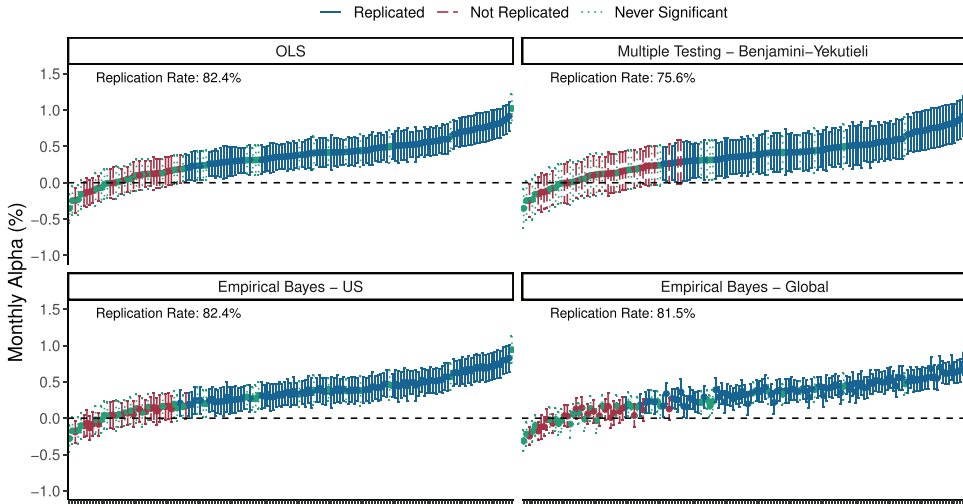 Replicated Not Replicated Never Significant
OLS
Multiple Testing − Benjamini−Yekutieli
Replication Rate: 82.4%
Replication Rate: 75.6%
1.5
1.0
0.5
0.0
−0.5
−1.0
Monthly Alpha (%)
Empirical Bayes − US
Empirical Bayes − Global
Replication Rate: 82.4%
Replication Rate: 81.5%
1.5
1.0
0.5
0.0
−0.5
−1.0